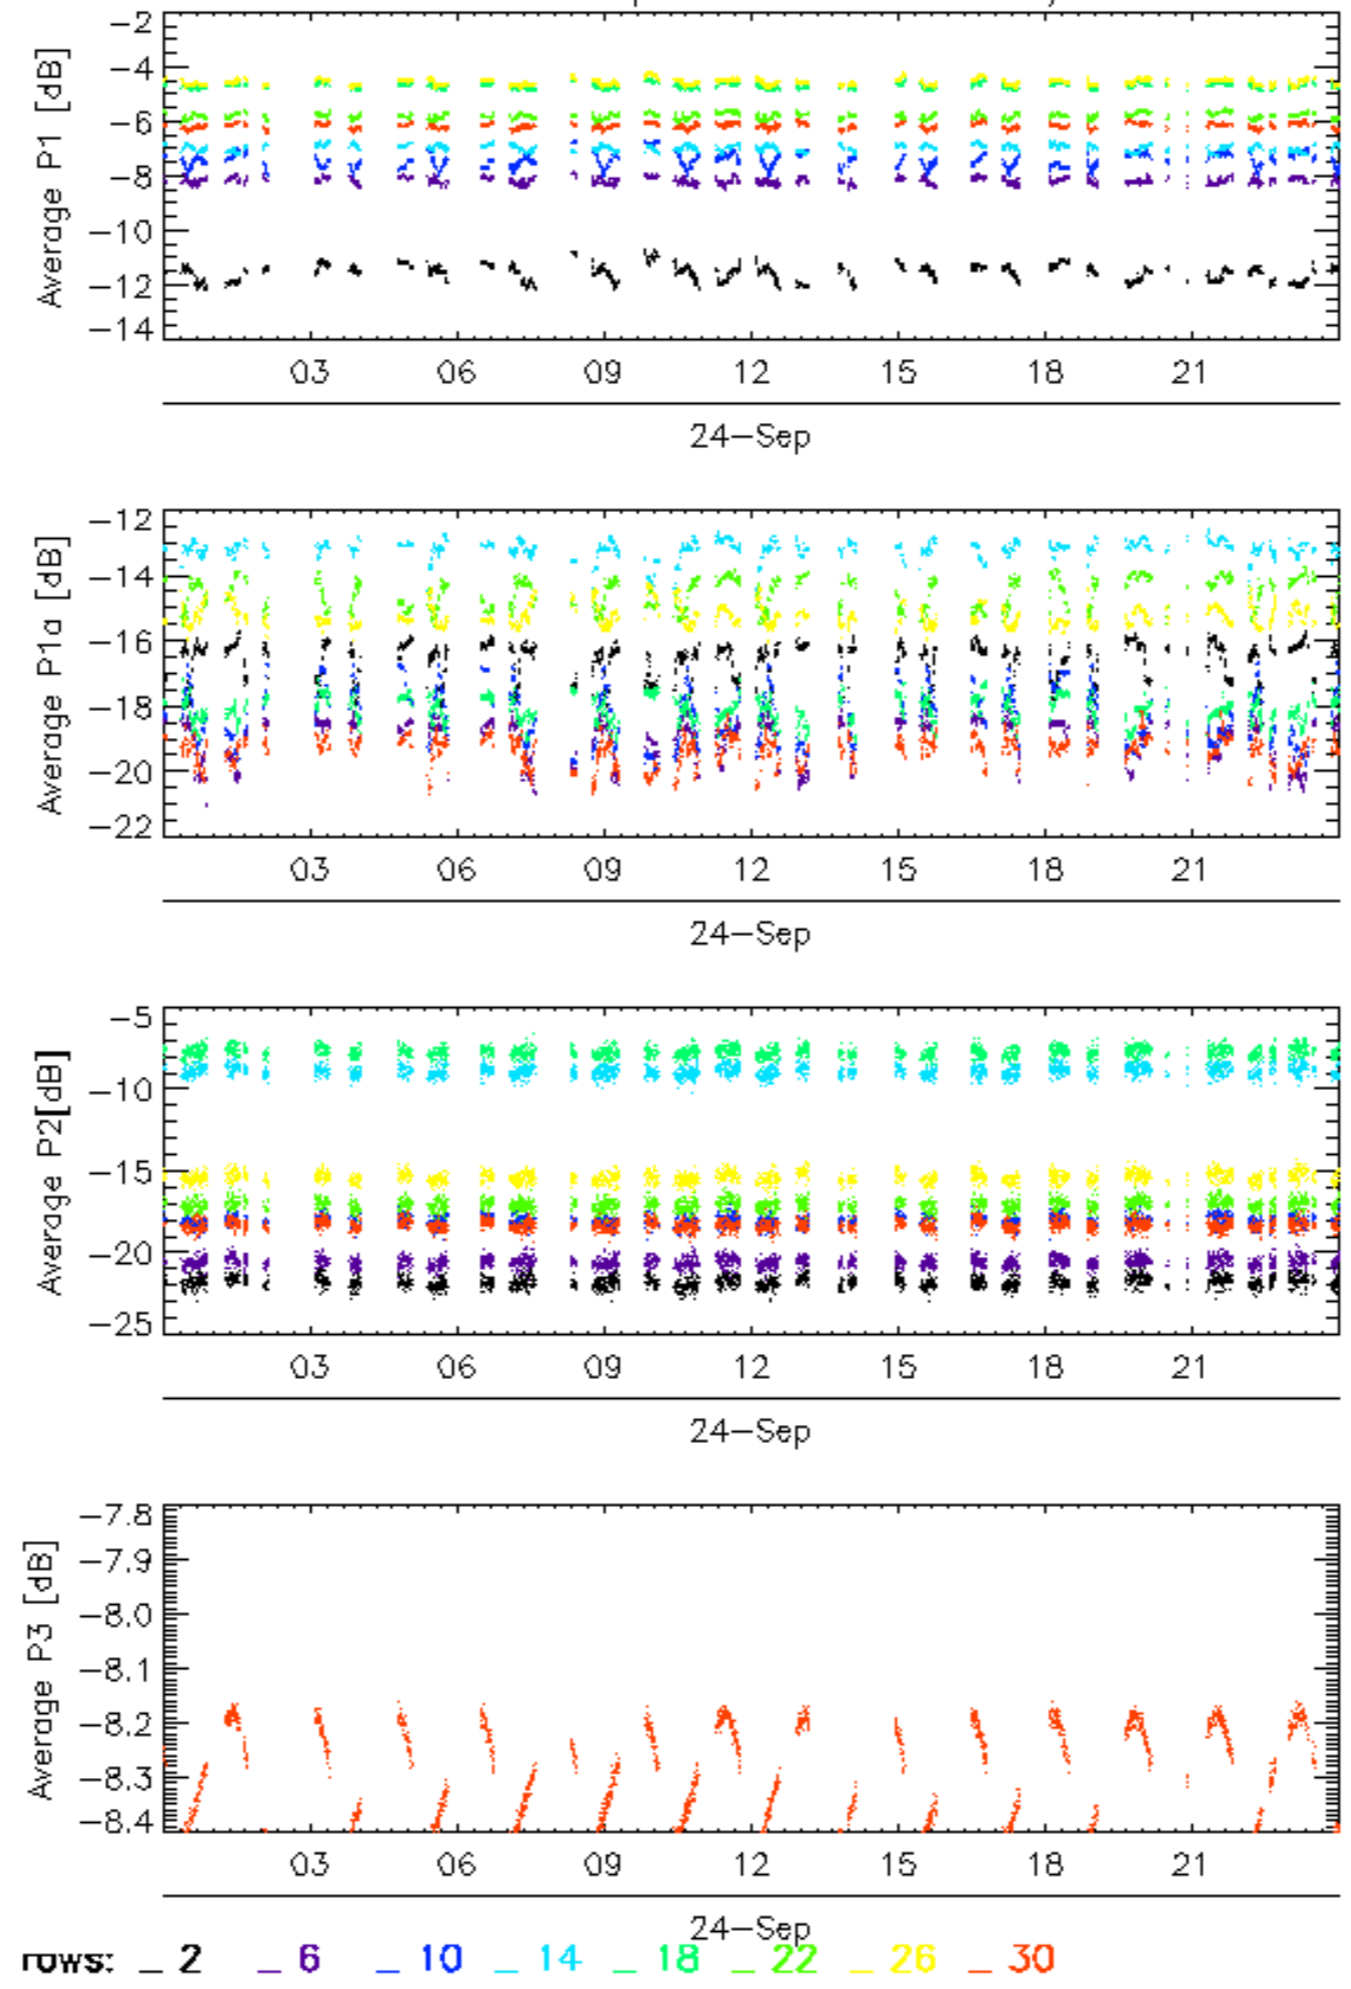 Average P1 [dB]
-2
-4
-6
-8
-10
-12
-14
03 06 09 12 15 18 21
24-Sep
Average P1a [dB]
-12
-14
-16
-18
-20
-22
03 06 09 12 15 18 21
24-Sep
Average P2[dB]
-5
-10
-15
-20
-25
03 06 09 12 15 18 21
24-Sep
Average P3 [dB]
-7.8
-7.9
-8.0
-8.1
-8.2
-8.3
-8.4
03 06 09 12 15 18 21
24-Sep
rows: _ 2 _ 6 _ 10 _ 14 _ 18 _ 22 _ 26 _ 30